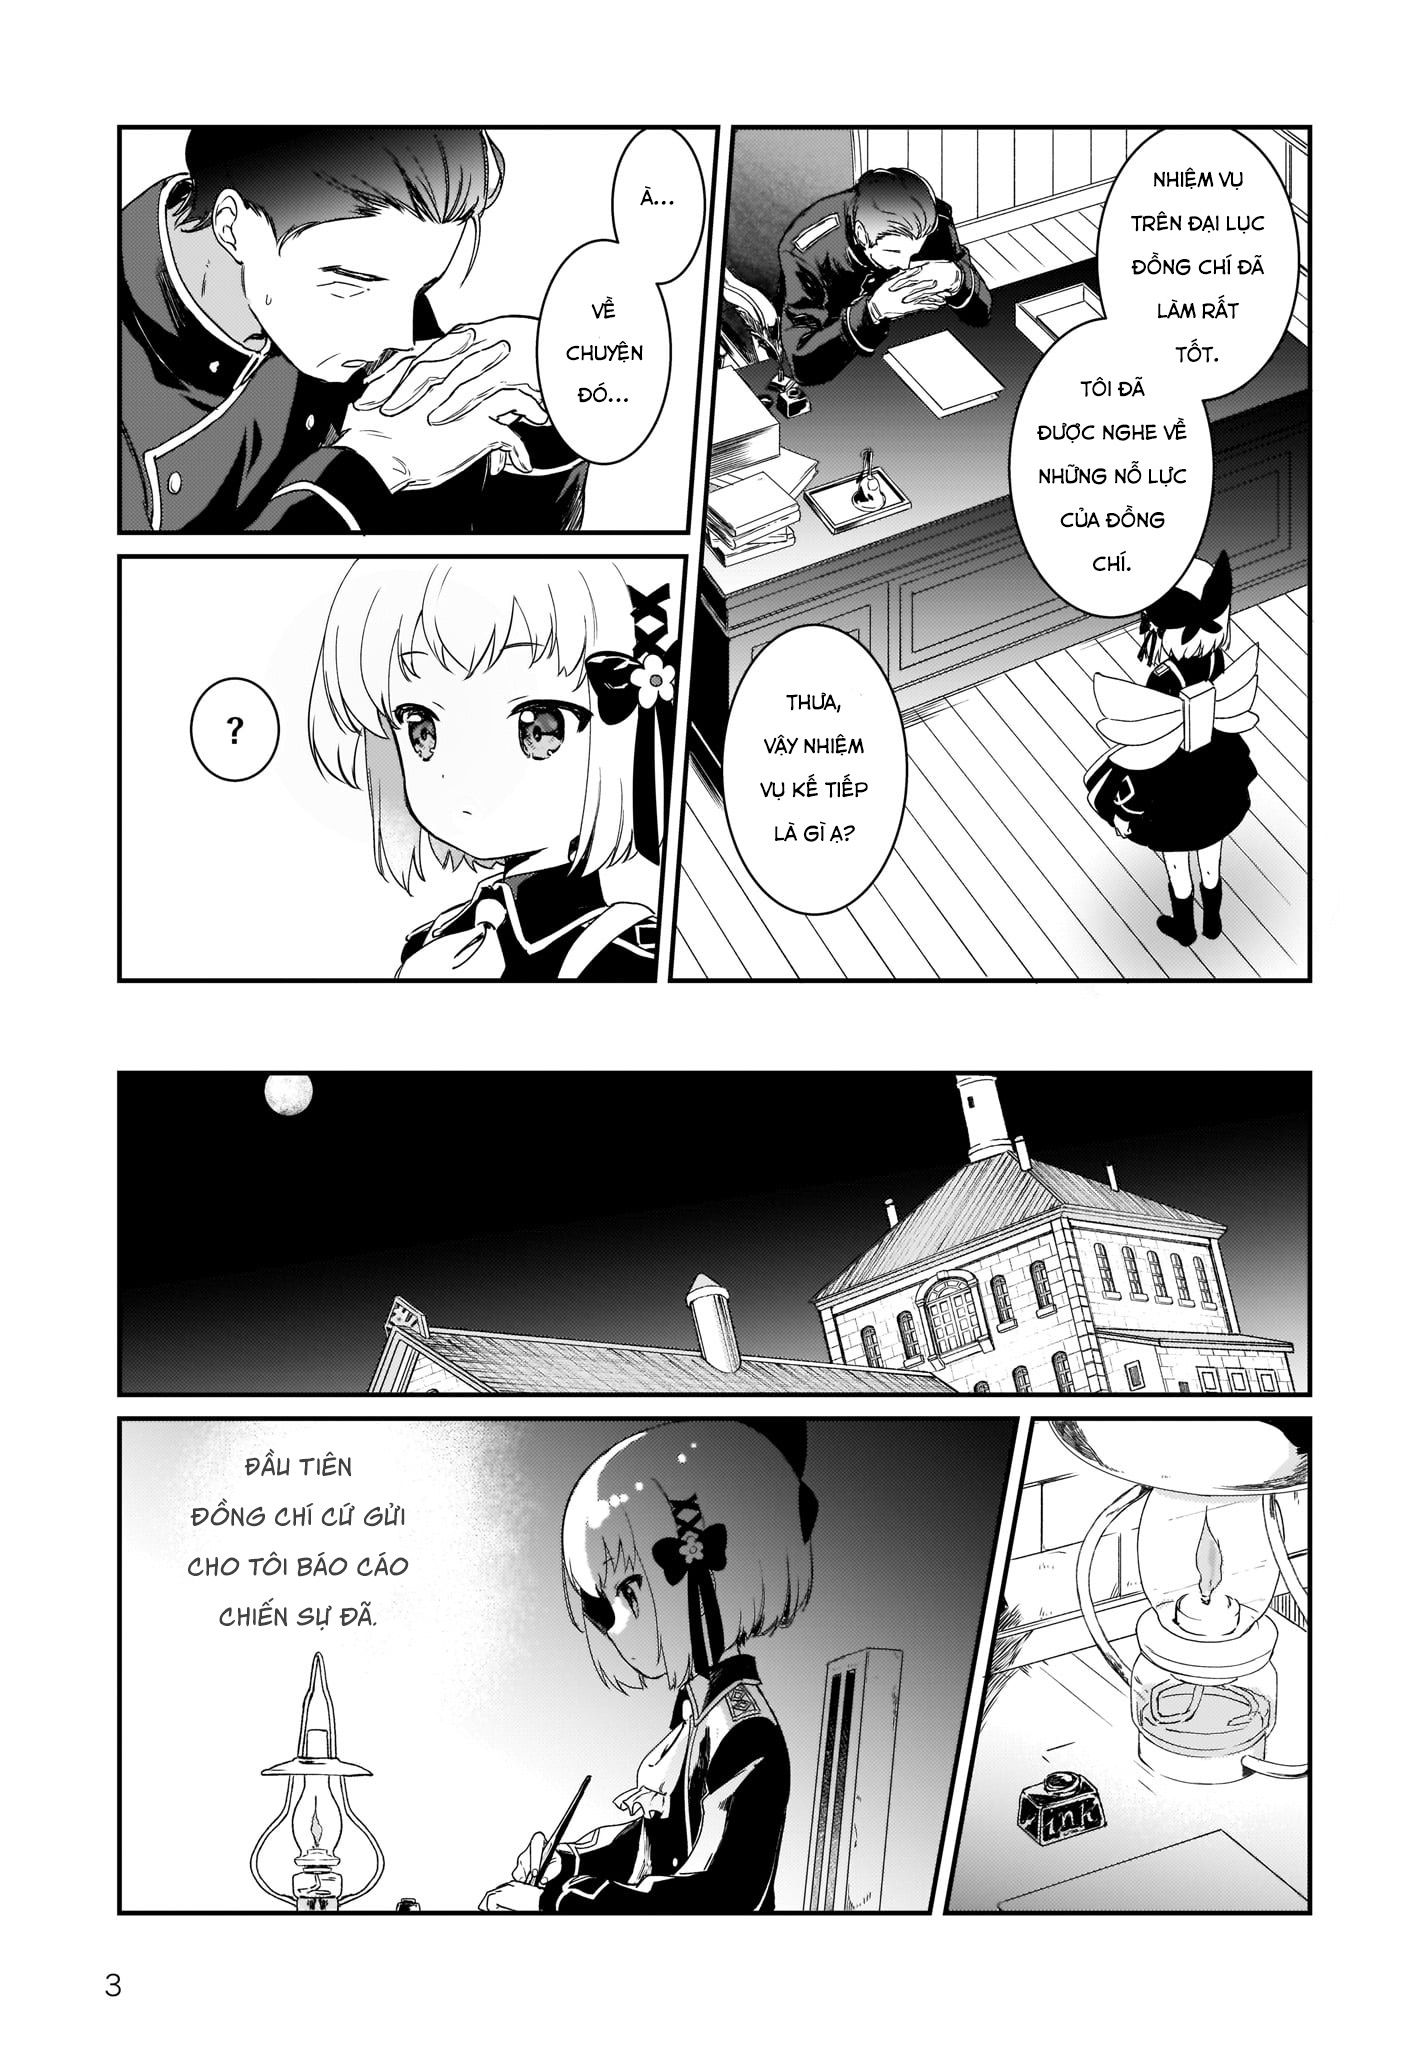 NHIỆM VỤ
TRÊN ĐẠI LỤC
ĐỒNG CHÍ ĐÃ
LÀM RẤT
TỐT.
TÔI ĐÃ
ĐƯỢC NGHE VỀ
NHỮNG NỖ LỰC
CỦA ĐỒNG
CHÍ.
THƯA,
VẬY NHIỆM
VỤ KẾ TIẾP
LÀ GÌ Ạ?
À...
VỀ
CHUYỆN
ĐÓ...
?
ink
ĐẦU TIÊN
ĐỒNG CHÍ CỨ GỬI
CHO TÔI BÁO CÁO
CHIẾN SỰ ĐÃ.
3